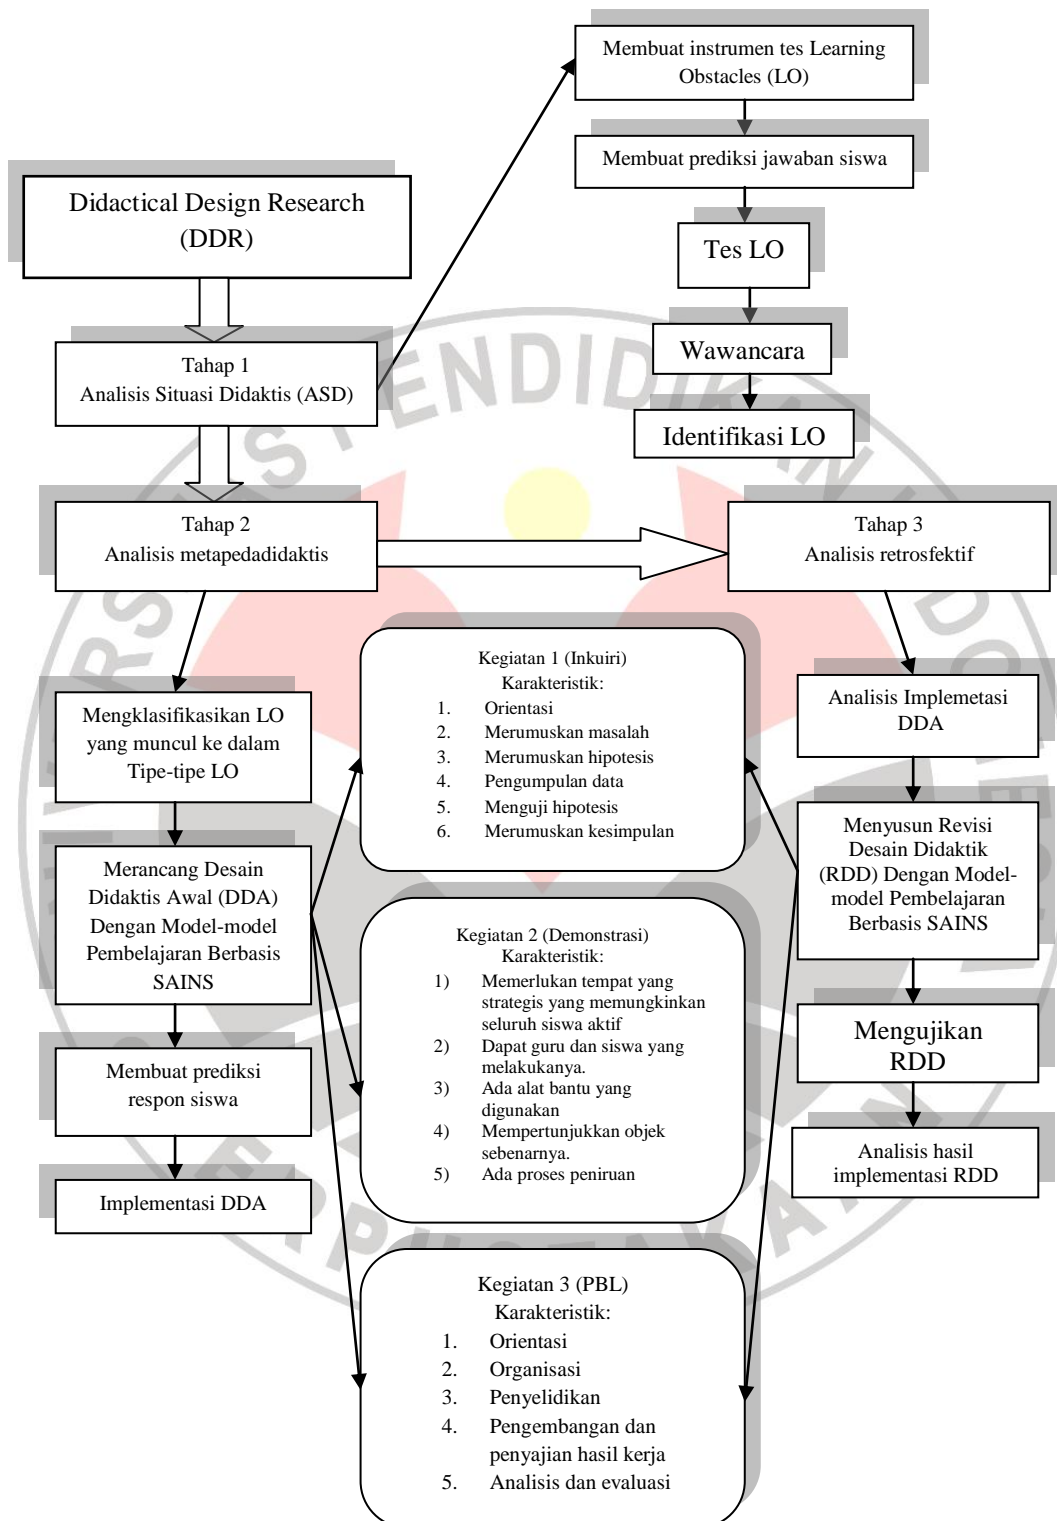 Membuat instrumen tes Learning
Obstacles (LO)
Membuat prediksi jawaban siswa
Didactical Design Research
(DDR)
Tes LO
Wawancara
Tahap 1
Analisis Situasi Didaktis (ASD)
Identifikasi LO
Tahap 2
Analisis metapedadidaktis
Tahap 3
Analisis retrosfektif
Mengklasifikasikan LO
yang muncul ke dalam
Tipe-tipe LO
Merancang Desain
Didaktis Awal (DDA)
Dengan Model-model
Pembelajaran Berbasis
SAINS
Membuat prediksi
respon siswa
Implementasi DDA
Kegiatan 1 (Inkuiri)
Karakteristik:
1. Orientasi
2. Merumuskan masalah
3. Merumuskan hipotesis
4. Pengumpulan data
5. Menguji hipotesis
6. Merumuskan kesimpulan
Kegiatan 2 (Demonstrasi)
Karakteristik:
1) Memerlukan tempat yang
strategis yang memungkinkan
seluruh siswa aktif
2) Dapat guru dan siswa yang
melakukanya.
3) Ada alat bantu yang
digunakan
4) Mempertunjukkan objek
sebenarnya.
5) Ada proses peniruan
Kegiatan 3 (PBL)
Karakteristik:
1. Orientasi
2. Organisasi
3. Penyelidikan
4. Pengembangan dan
penyajian hasil kerja
5. Analisis dan evaluasi
Analisis Implemetasi
DDA
Menyusun Revisi
Desain Didaktik
(RDD) Dengan Model-
model Pembelajaran
Berbasis SAINS
Mengujikan
RDD
Analisis hasil
implementasi RDD